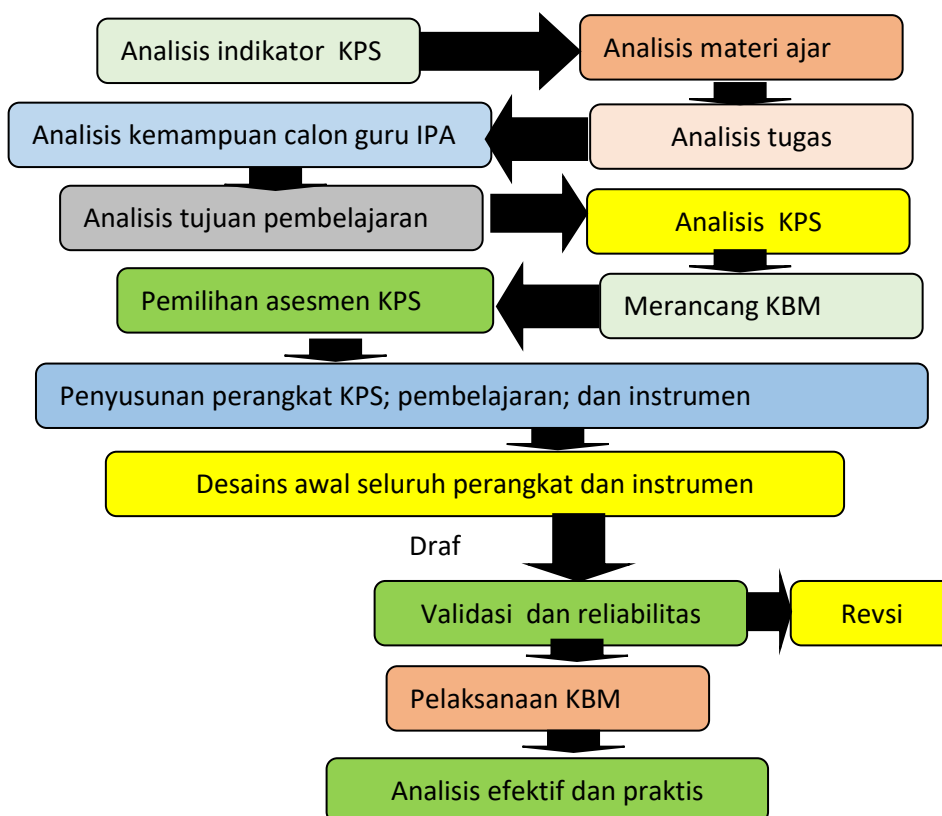 Analisis indikator KPS
Analisis materi ajar
Analisis kemampuan calon guru IPA
Analisis tugas
Analisis tujuan pembelajaran
Analisis KPS
Pemilihan asesmen KPS
Merancang KBM
Penyusunan perangkat KPS; pembelajaran; dan instrumen
Desains awal seluruh perangkat dan instrumen
Draf
Validasi dan reliabilitas
Revsi
Pelaksanaan KBM
Analisis efektif dan praktis